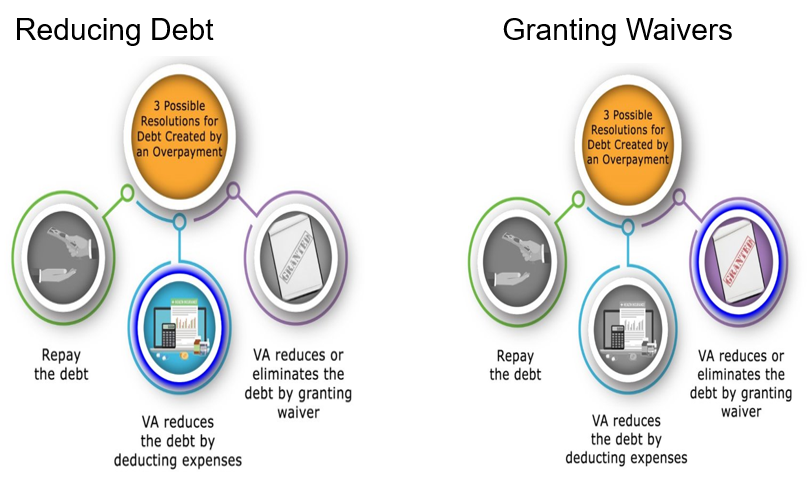 Reducing Debt
3 Possible
Resolutions for
Debt Created by
an Overpayment
GRANTED
Repay
the debt
VA reduces
the debt by
deducting expenses
VA reduces or
eliminates the
debt by granting
waiver
Granting Waivers
3 Possible
Resolutions for
Debt Created by
an Overpayment
GRANTED
Repay
the debt
VA reduces
the debt by
deducting expenses
VA reduces or
eliminates the
debt by granting
waiver